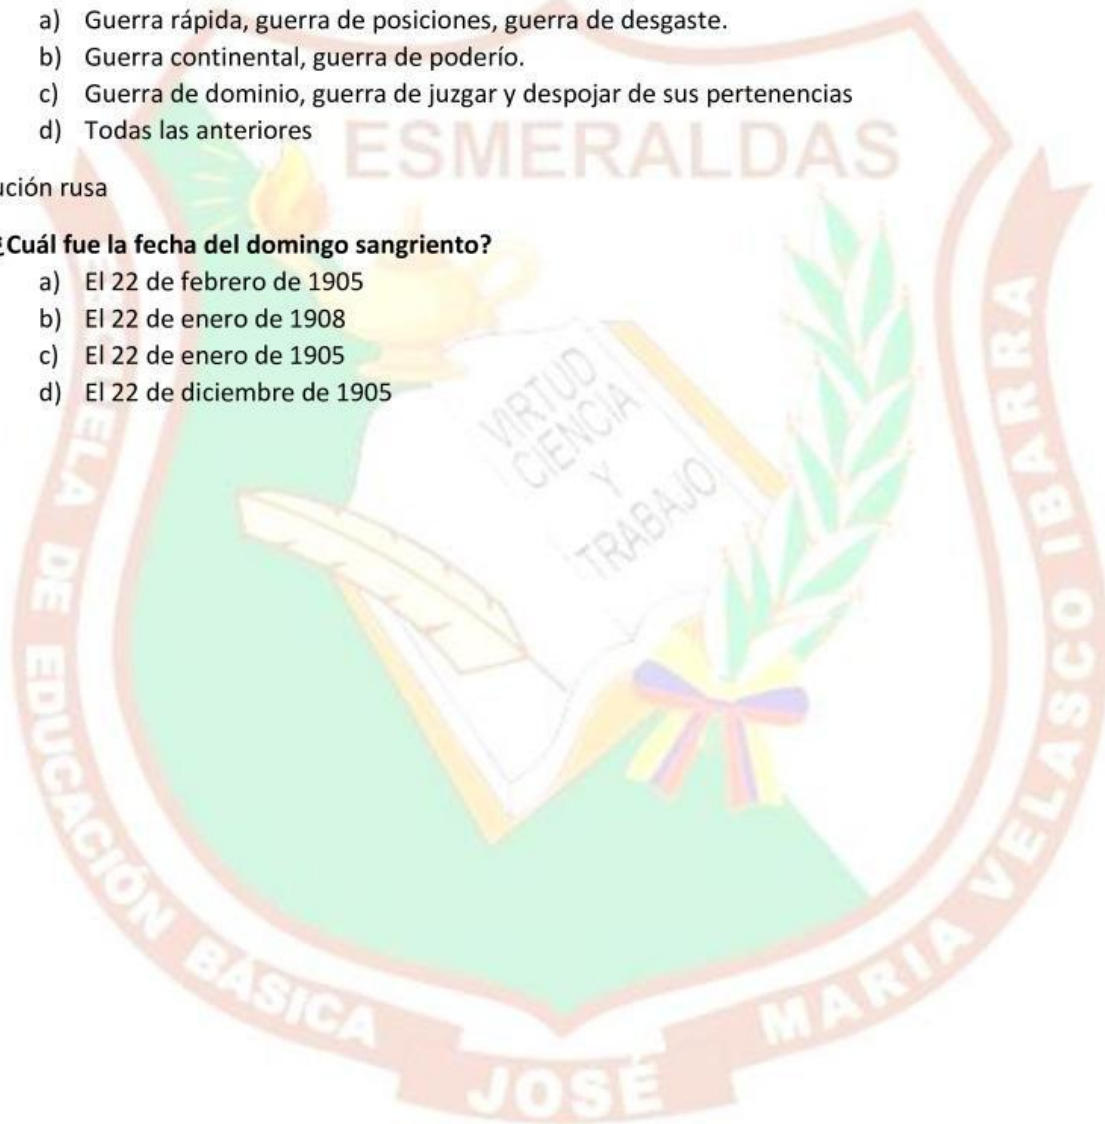 a) Guerra rápida, guerra de posiciones, guerra de desgaste.
b) Guerra continental, guerra de poderío.
c) Guerra de dominio, guerra de juzgar y despojar de sus pertenencias
d) Todas las anteriores
ESMERALDAS
ución rusa
¿Cuál fue la fecha del domingo sangriento?
a) El 22 de febrero de 1905
b) El 22 de enero de 1908
c) El 22 de enero de 1905
d) El 22 de diciembre de 1905
VIRTUD
CIENCIA
Y
TRABAJO
ESCUELA DE EDUCACIÓN BÁSICA
JOSÉ
MARIA VELASCO IBARRA